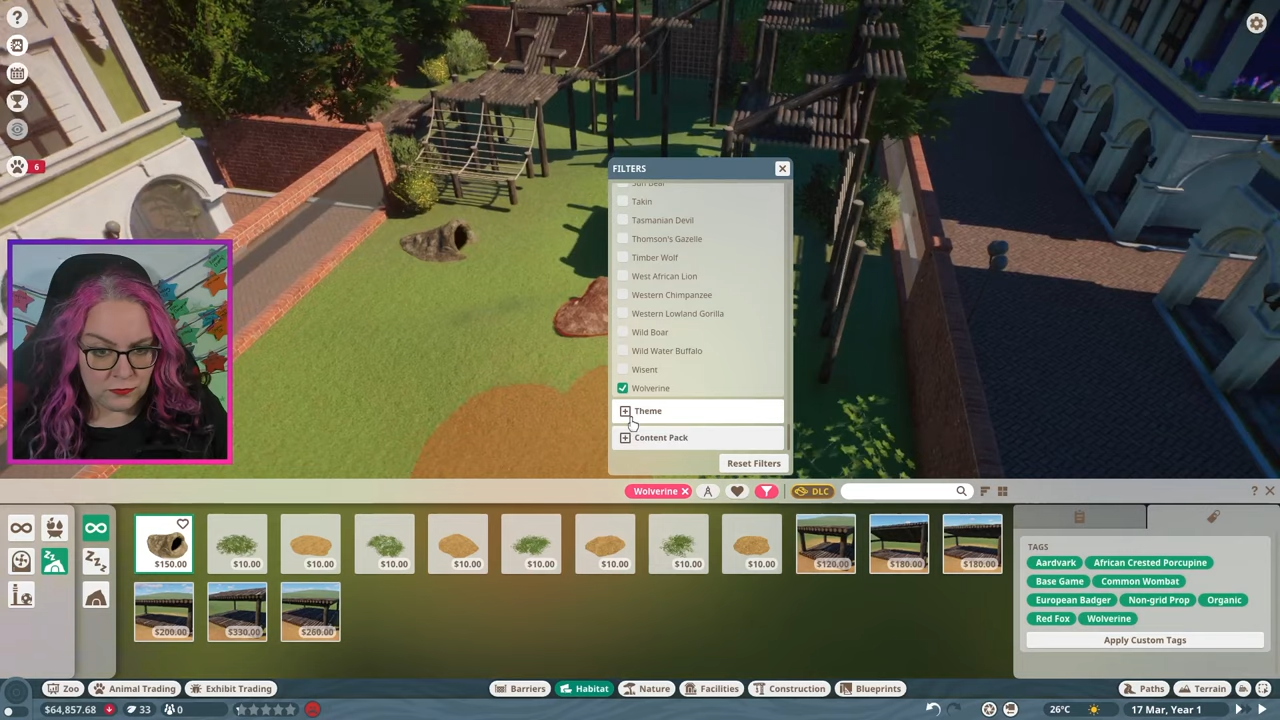 ?
6
FILTERS
Sun Bear
Takin
Tasmanian Devil
Thomson's Gazelle
Timber Wolf
West African Lion
Western Chimpanzee
Western Lowland Gorilla
Wild Boar
Wild Water Buffalo
Wisent
Wolverine
Theme
Content Pack
Reset Filters
Wolverine
DLC
?
$150.00
$10.00
$10.00
$10.00
$10.00
$10.00
$10.00
$10.00
$10.00
$120.00
$180.00
$180.00
$200.00
$330.00
$260.00
TAGS
Aardvark
African Crested Porcupine
Base Game
Common Wombat
European Badger
Non-grid Prop
Organic
Red Fox
Wolverine
Apply Custom Tags
Zoo
Animal Trading
Exhibit Trading
Barriers
Habitat
Nature
Facilities
Construction
Blueprints
Paths
Terrain
$64,857.68
33
0
26°C
17 Mar, Year 1